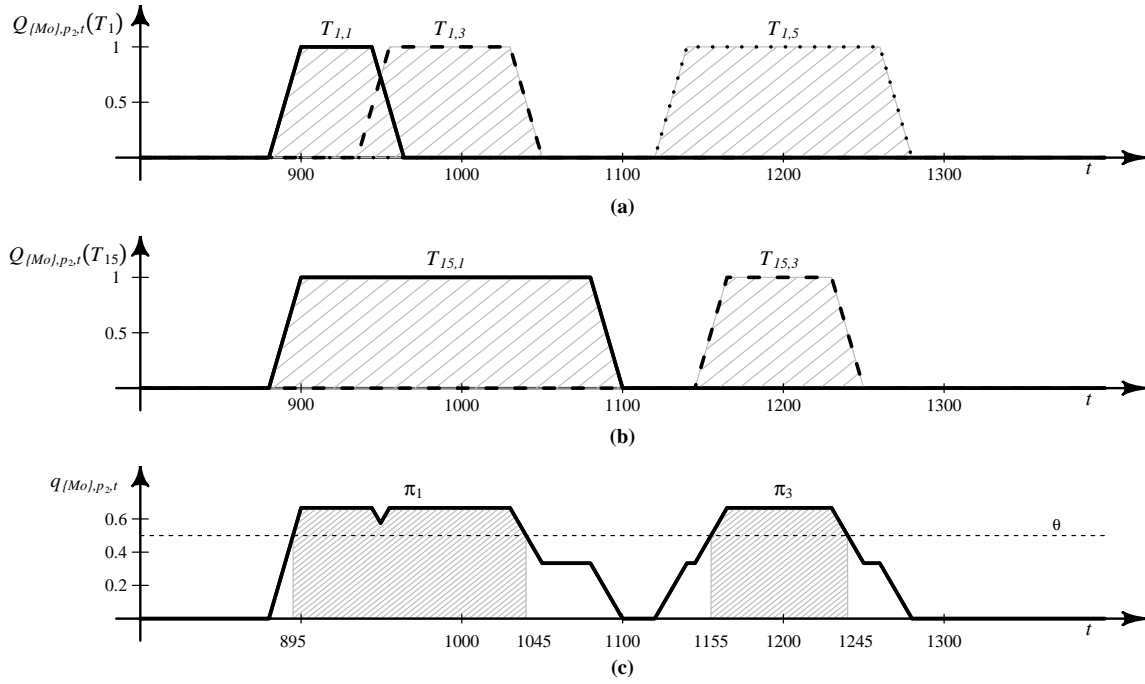 Q{Mo},p₂,t(T₁)
T1,1 T1,3 T1,5
1
0.5
900 1000 1100 1200 1300 t
(a)
Q{Mo},p₂,t(T₁₅)
T15,1 T15,3
1
0.5
900 1000 1100 1200 1300 t
(b)
q{Mo},p₂,t
π₁ π₃
0.6
θ
0.4
0.2
895 1000 1045 1100 1155 1200 1245 1300 t
(c)